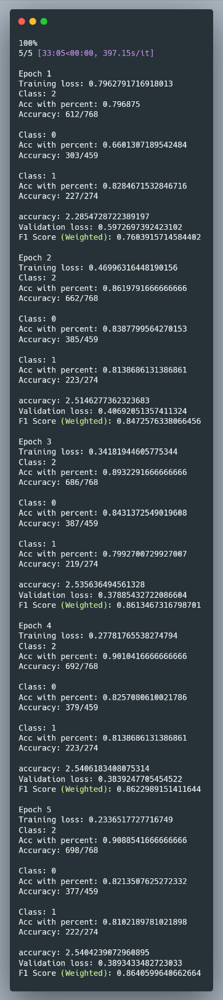 100%
5/5 [33:05<00:00, 397.15s/it]
Epoch 1
Training loss: 0.7962791716918013
Class: 2
Acc with percent: 0.796875
Accuracy: 612/768
Class: 0
Acc with percent: 0.6601307189542484
Accuracy: 303/459
Class: 1
Acc with percent: 0.8284671532846716
Accuracy: 227/274
accuracy: 2.2854728722389197
Validation loss: 0.5972697392423102
F1 Score (Weighted): 0.7603915714584402
Epoch 2
Training loss: 0.46996316448190156
Class: 2
Acc with percent: 0.8619791666666666
Accuracy: 662/768
Class: 0
Acc with percent: 0.8387799564270153
Accuracy: 385/459
Class: 1
Acc with percent: 0.8138686131386861
Accuracy: 223/274
accuracy: 2.5146277362323683
Validation loss: 0.40692051357411324
F1 Score (Weighted): 0.8472576338066456
Epoch 3
Training loss: 0.34181944605775344
Class: 2
Acc with percent: 0.8932291666666666
Accuracy: 686/768
Class: 0
Acc with percent: 0.8431372549019608
Accuracy: 387/459
Class: 1
Acc with percent: 0.7992700729927007
Accuracy: 219/274
accuracy: 2.535636494561328
Validation loss: 0.37885432722086604
F1 Score (Weighted): 0.8613467316798701
Epoch 4
Training loss: 0.27781765538274794
Class: 2
Acc with percent: 0.9010416666666666
Accuracy: 692/768
Class: 0
Acc with percent: 0.8257080610021786
Accuracy: 379/459
Class: 1
Acc with percent: 0.8138686131386861
Accuracy: 223/274
accuracy: 2.5406183408075314
Validation loss: 0.3839247705454522
F1 Score (Weighted): 0.8622989151411644
Epoch 5
Training loss: 0.2336517727716749
Class: 2
Acc with percent: 0.9088541666666666
Accuracy: 698/768
Class: 0
Acc with percent: 0.8213507625272332
Accuracy: 377/459
Class: 1
Acc with percent: 0.8102189781021898
Accuracy: 222/274
accuracy: 2.5404239072960895
Validation loss: 0.3893433482723033
F1 Score (Weighted): 0.8640599640662664